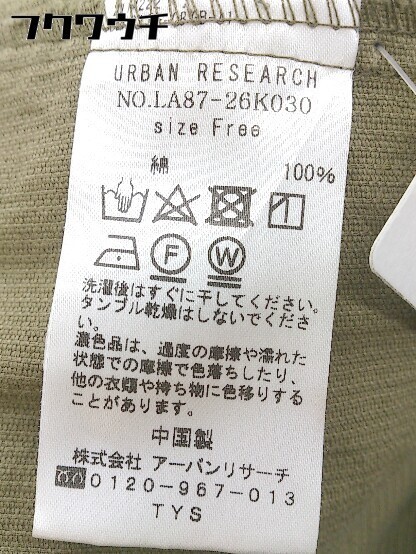 フクワウチ
URBAN RESEARCH
NO.LA87-26K030
size Free
綿 100%
F W
洗濯後はすぐに干してください。
タンブル乾燥はしないでくださ
い。
濃色品は、過度の摩擦や濡れた
状態での摩擦で色落ちしたり、
他の衣類や持ち物に色移りする
ことがあります。
中国製
株式会社 アーバンリサーチ
0120-967-013
TYS